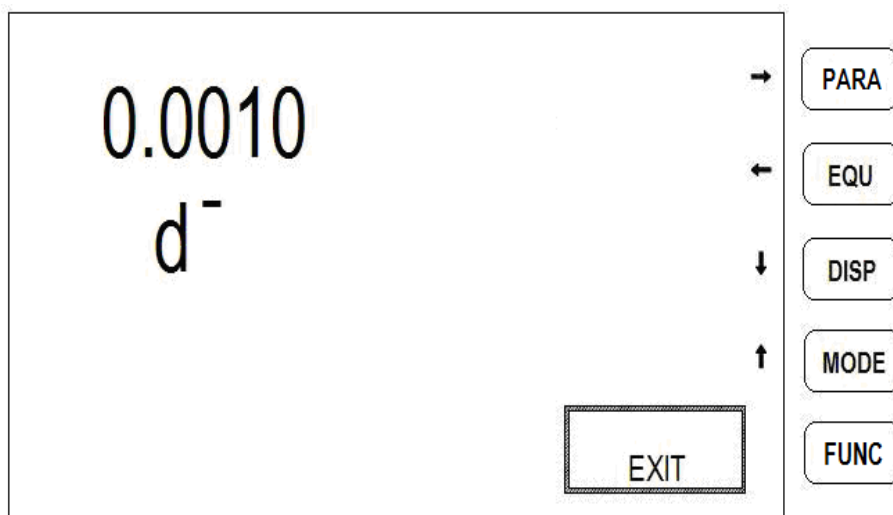 0.0010
d⁻
EXIT
→
←
↓
↑
PARA
EQU
DISP
MODE
FUNC